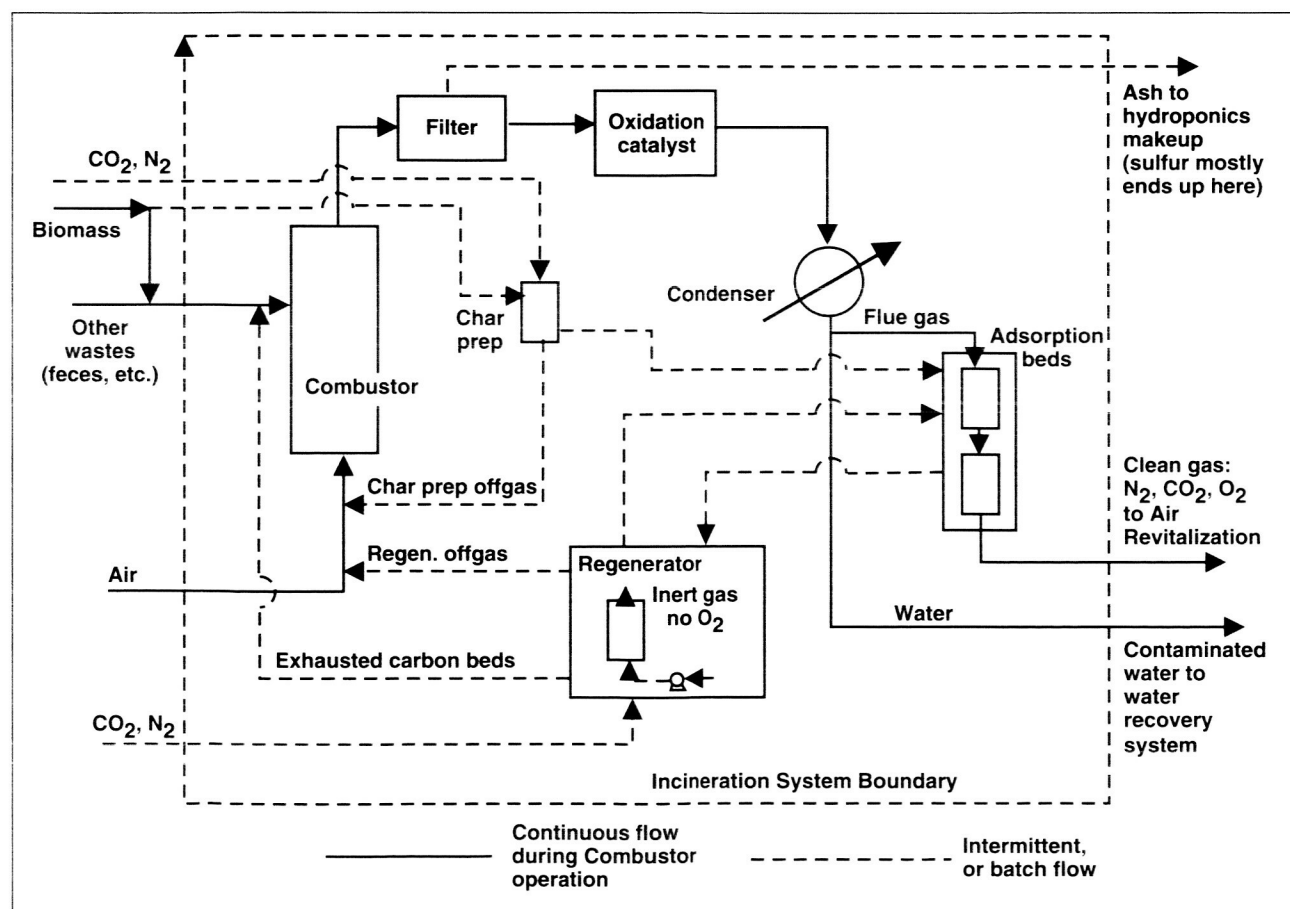 Ash to
hydroponics
makeup
(sulfur mostly
ends up here)
Filter
Oxidation
catalyst
CO2, N2
Biomass
Other
wastes
(feces, etc.)
Combustor
Char
prep
Condenser
Flue gas
Adsorption
beds
Char prep offgas
Regen. offgas
Air
Regenerator
Inert gas
no O2
Exhausted carbon beds
CO2, N2
Clean gas:
N2, CO2, O2
to Air
Revitalization
Water
Contaminated
water to
water
recovery
system
Incineration System Boundary
Continuous flow
during Combustor
operation
Intermittent,
or batch flow